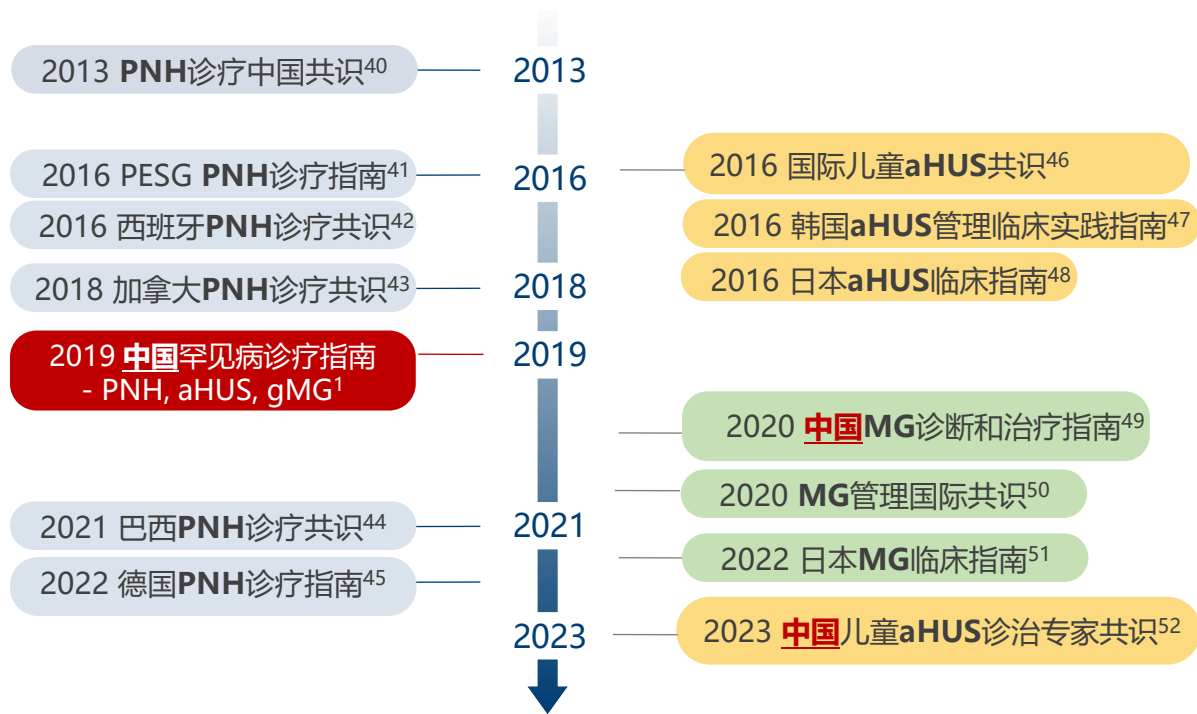 2013 PNH诊疗中国共识40
2013
2016 PESG PNH诊疗指南41
2016
2016 国际儿童aHUS共识46
2016 西班牙PNH诊疗共识42
2016 韩国aHUS管理临床实践指南47
2018 加拿大PNH诊疗共识43
2018
2016 日本aHUS临床指南48
2019 中国罕见病诊疗指南
- PNH, aHUS, gMG1
2019
2020 中国MG诊断和治疗指南49
2020 MG管理国际共识50
2021 巴西PNH诊疗共识44
2021
2022 日本MG临床指南51
2022 德国PNH诊疗指南45
2023
2023 中国儿童aHUS诊治专家共识52